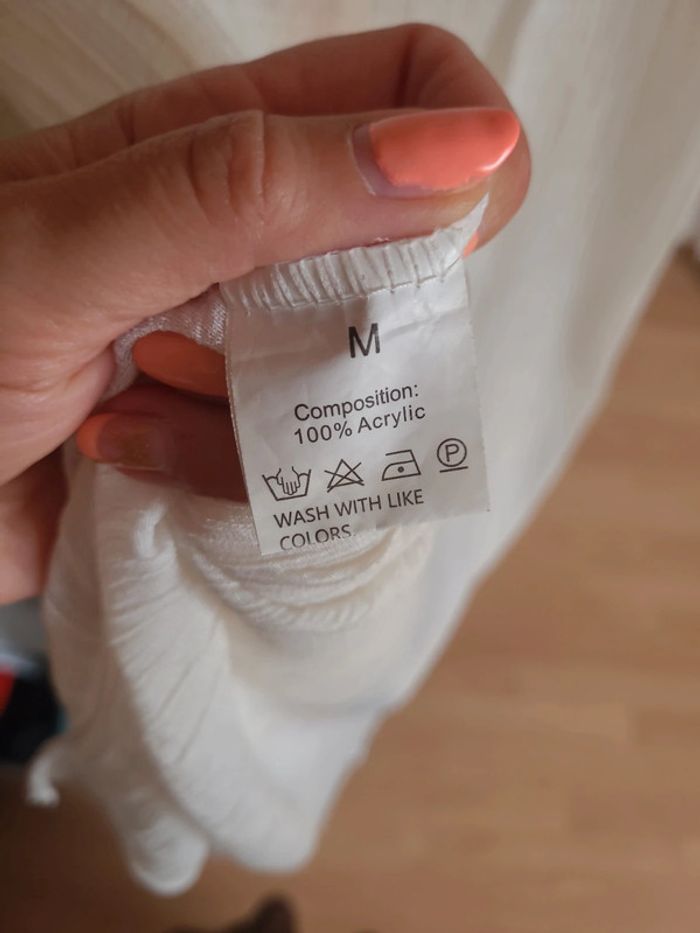 M
Composition:
100% Acrylic
P
WASH WITH LIKE
COLORS.